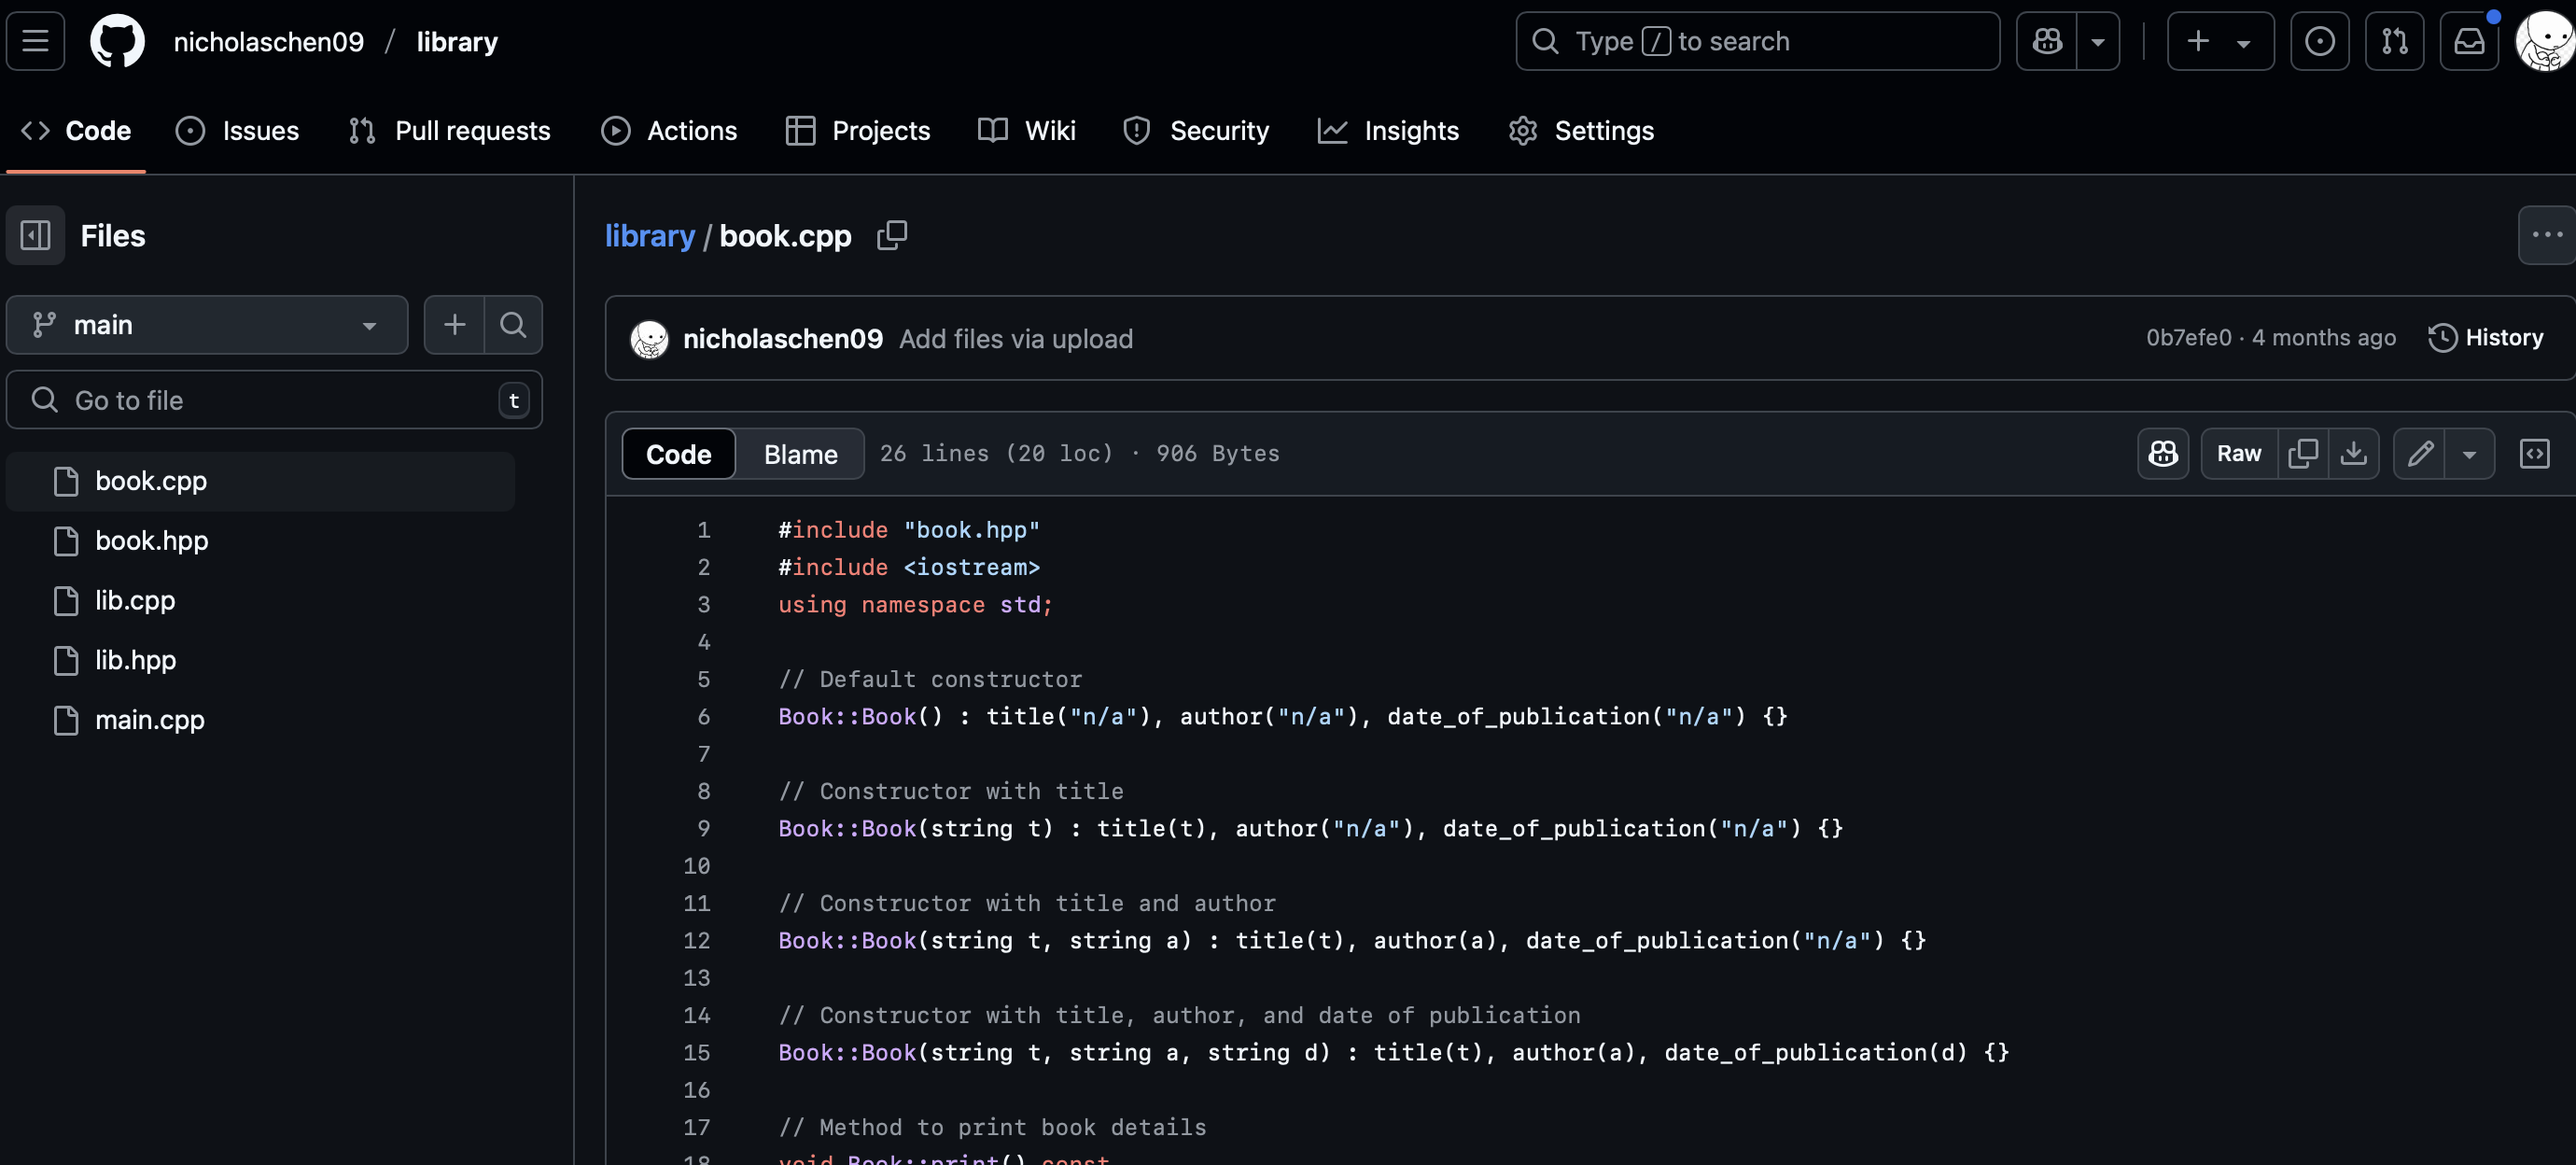 nicholaschen09 / library
Type / to search
Code
Issues
Pull requests
Actions
Projects
Wiki
Security
Insights
Settings
Files
main
Go to file
t
book.cpp
book.hpp
lib.cpp
lib.hpp
main.cpp
library / book.cpp
nicholaschen09 Add files via upload
0b7efe0 · 4 months ago
History
Code
Blame
26 lines (20 loc) · 906 Bytes
Raw
1 #include "book.hpp"
2 #include <iostream>
3 using namespace std;
4
5 // Default constructor
6 Book::Book() : title("n/a"), author("n/a"), date_of_publication("n/a") {}
7
8 // Constructor with title
9 Book::Book(string t) : title(t), author("n/a"), date_of_publication("n/a") {}
10
11 // Constructor with title and author
12 Book::Book(string t, string a) : title(t), author(a), date_of_publication("n/a") {}
13
14 // Constructor with title, author, and date of publication
15 Book::Book(string t, string a, string d) : title(t), author(a), date_of_publication(d) {}
16
17 // Method to print book details
18 void Book::print() const